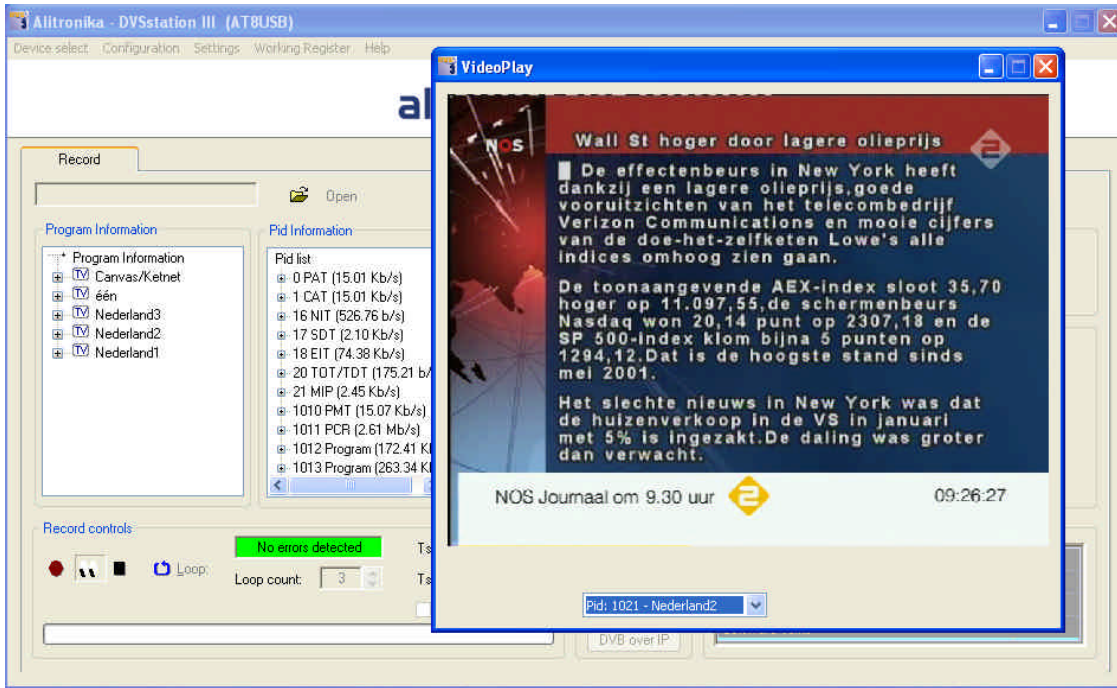 Alitronika - DVSstation III (AT8USB)
Device select Configuration Settings Working Register Help
al
Record
Open
Program Information
Program Information
TV Canvas/Ketnet
TV één
TV Nederland3
TV Nederland2
TV Nederland1
Pid Information
Pid list
0 PAT (15.01 Kb/s)
1 CAT (15.01 Kb/s)
16 NIT (526.76 b/s)
17 SDT (2.10 Kb/s)
18 EIT (74.38 Kb/s)
20 TOT/TDT (175.21 b/
21 MIP (2.45 Kb/s)
1010 PMT (15.07 Kb/s)
1011 PCR (2.61 Mb/s)
1012 Program (172.41 K
1013 Program (263.34 K
Record controls
Loop:
No errors detected
Loop count: 3
Ts
Ts
DVB over IP
VideoPlay
NOS
Wall St hoger door lagere olieprijs
2
De effectenbeurs in New York heeft
dankzij een lagere olieprijs,goede
vooruitzichten van het telecombedrijf
Verizon Communications en mooie cijfers
van de doe-het-zelfketen Lowe's alle
indices omhoog zien gaan.
De toonaangevende AEX-index sloot 35,70
hoger op 11.097,55,de schermenbeurs
Nasdaq won 20,14 punt op 2307,18 en de
SP 500-index klom bijna 5 punten op
1294,12.Dat is de hoogste stand sinds
mei 2001.
Het slechte nieuws in New York was dat
de huizenverkoop in de VS in januari
met 5% is ingezakt.De daling was groter
dan verwacht.
NOS Journaal om 9.30 uur 2 09:26:27
Pid: 1021 - Nederland2